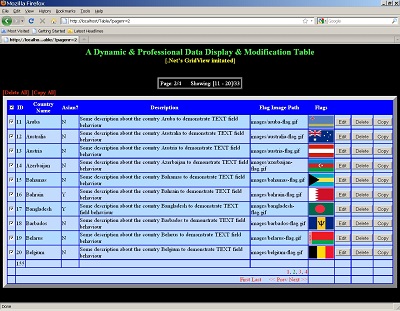 Mozilla Firefox
File Edit View History Bookmarks Tools Help
http://localhost/Table/?pagenr=2
Most Visited Getting Started Latest Headlines
http://localho...table/?pagenr=2
A Dynamic & Professional Data Display & Modification Table
[.Net's GridView imitated]
Page 2/4 Showing [11 - 20]/33
[Delete All] [Copy All]
ID Country Name Asian? Description Flag Image Path Flags
11 Aruba N Some description about the country Aruba to demonstrate TEXT field behaviour images/aruba-flag.gif Edit Delete Copy
12 Australia N Some description about the country Australia to demonstrate TEXT field behaviour images/australia-flag.gif Edit Delete Copy
13 Austria N Some description about the country Austria to demonstrate TEXT field behaviour images/austria-flag.gif Edit Delete Copy
14 Azerbaijan N Some description about the country Azerbaijan to demonstrate TEXT field behaviour images/azerbaijan-flag.gif Edit Delete Copy
15 Bahamas N Some description about the country Bahamas to demonstrate TEXT field behaviour images/bahamas-flag.gif Edit Delete Copy
16 Bahrain Y Some description about the country Bahrain to demonstrate TEXT field behaviour images/bahrain-flag.gif Edit Delete Copy
17 Bangladesh Y Some description about the country Bangladesh to demonstrate TEXT field behaviour images/bangladesh-flag.gif Edit Delete Copy
18 Barbados N Some description about the country Barbados to demonstrate TEXT field behaviour images/barbados-flag.gif Edit Delete Copy
19 Belarus N Some description about the country Belarus to demonstrate TEXT field behaviour images/belarus-flag.gif Edit Delete Copy
20 Belgium N Some description about the country Belgium to demonstrate TEXT field behaviour images/belgium-flag.gif Edit Delete Copy
155
1, 2, 3, 4
First Last << Prev Next >>
Done